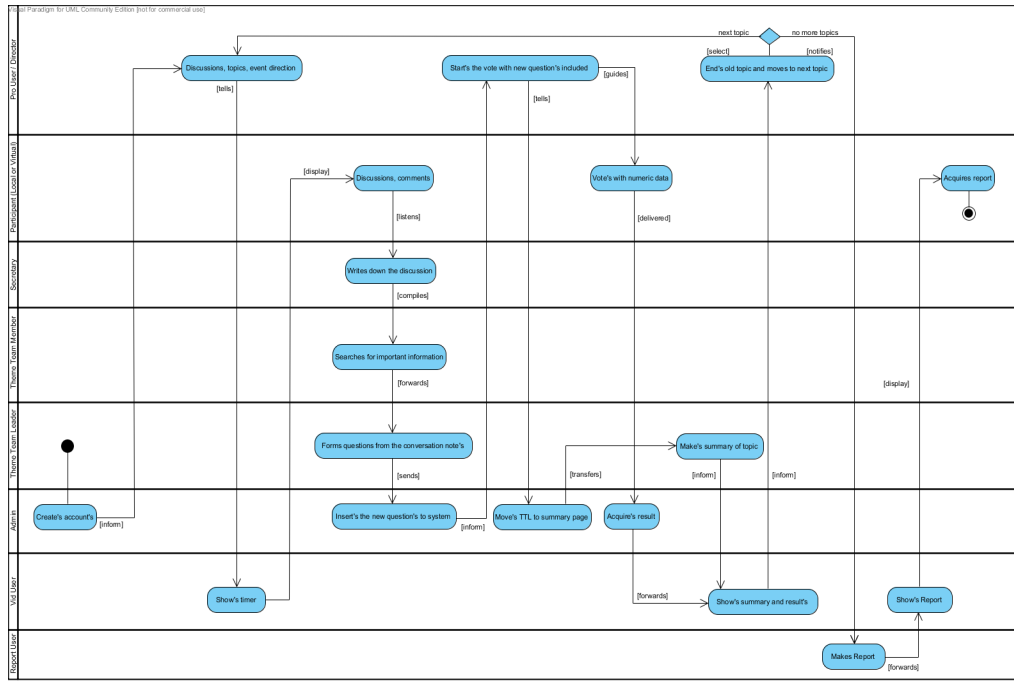 Visual Paradigm for UML Community Edition [not for commercial use]
Pro User / Director
next topic
no more topics
[select]
[notifies]
Discussions, topics, event direction
[tells]
Start's the vote with new question's included
[guides]
[tells]
End's old topic and moves to next topic
Participant (Local or Virtual)
[display]
Discussions, comments
[listens]
Vote's with numeric data
[delivered]
Acquires report
Secretary
Writes down the discussion
[compiles]
Theme Team Member
Searches for important information
[forwards]
[display]
Theme Team Leader
Forms questions from the conversation note's
[sends]
Make's summary of topic
[transfers]
[inform]
[inform]
Admin
Create's account's
[inform]
Insert's the new question's to system
[inform]
Move's TTL to summary page
Acquire's result
Vid User
Show's timer
[forwards]
Show's summary and result's
Show's Report
Report User
Makes Report
[forwards]